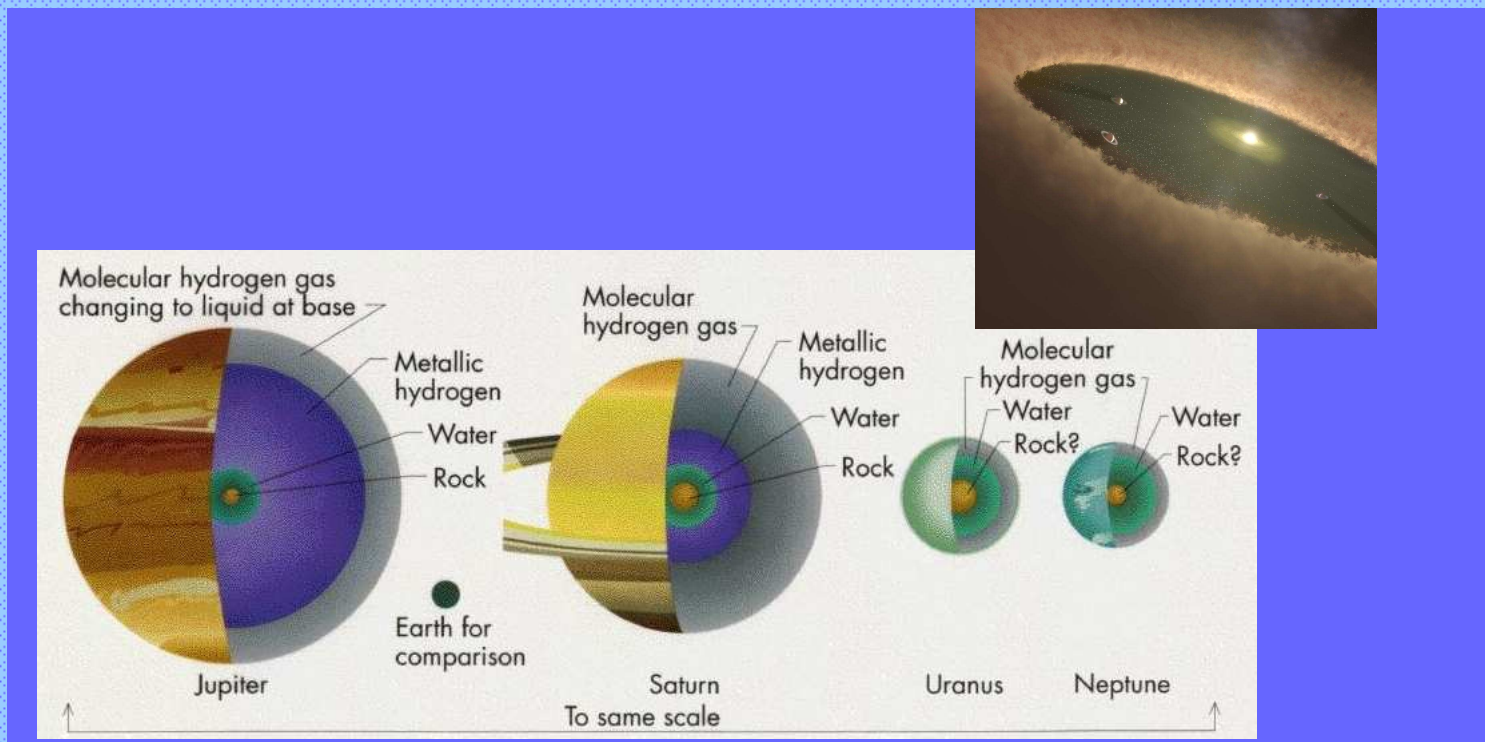 Molecular hydrogen gas
changing to liquid at base
Metallic
hydrogen
Water
Rock
Earth for
comparison
Jupiter
Molecular
hydrogen gas
Metallic
hydrogen
Water
Rock
Saturn
Molecular
hydrogen gas
Water
Rock?
Uranus
Water
Rock?
Neptune
To same scale